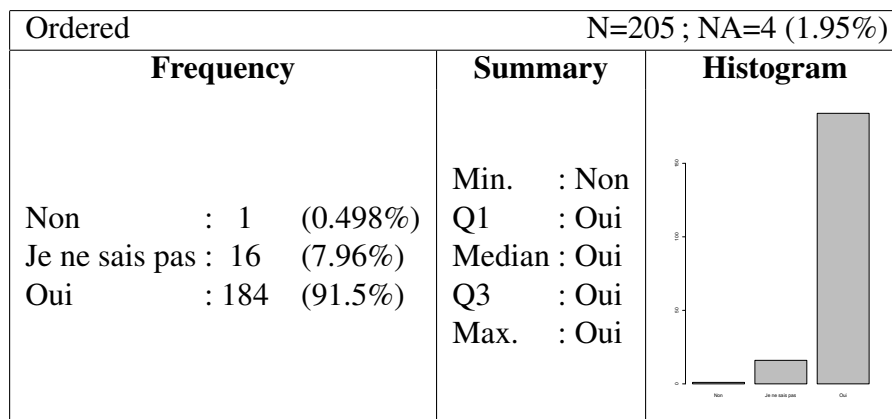 Ordered N=205 ; NA=4 (1.95%)
Frequency Summary Histogram
Non : 1 (0.498%)
Je ne sais pas : 16 (7.96%)
Oui : 184 (91.5%)
Min. : Non
Q1 : Oui
Median : Oui
Q3 : Oui
Max. : Oui
150
100
50
0
Non Je ne sais pas Oui